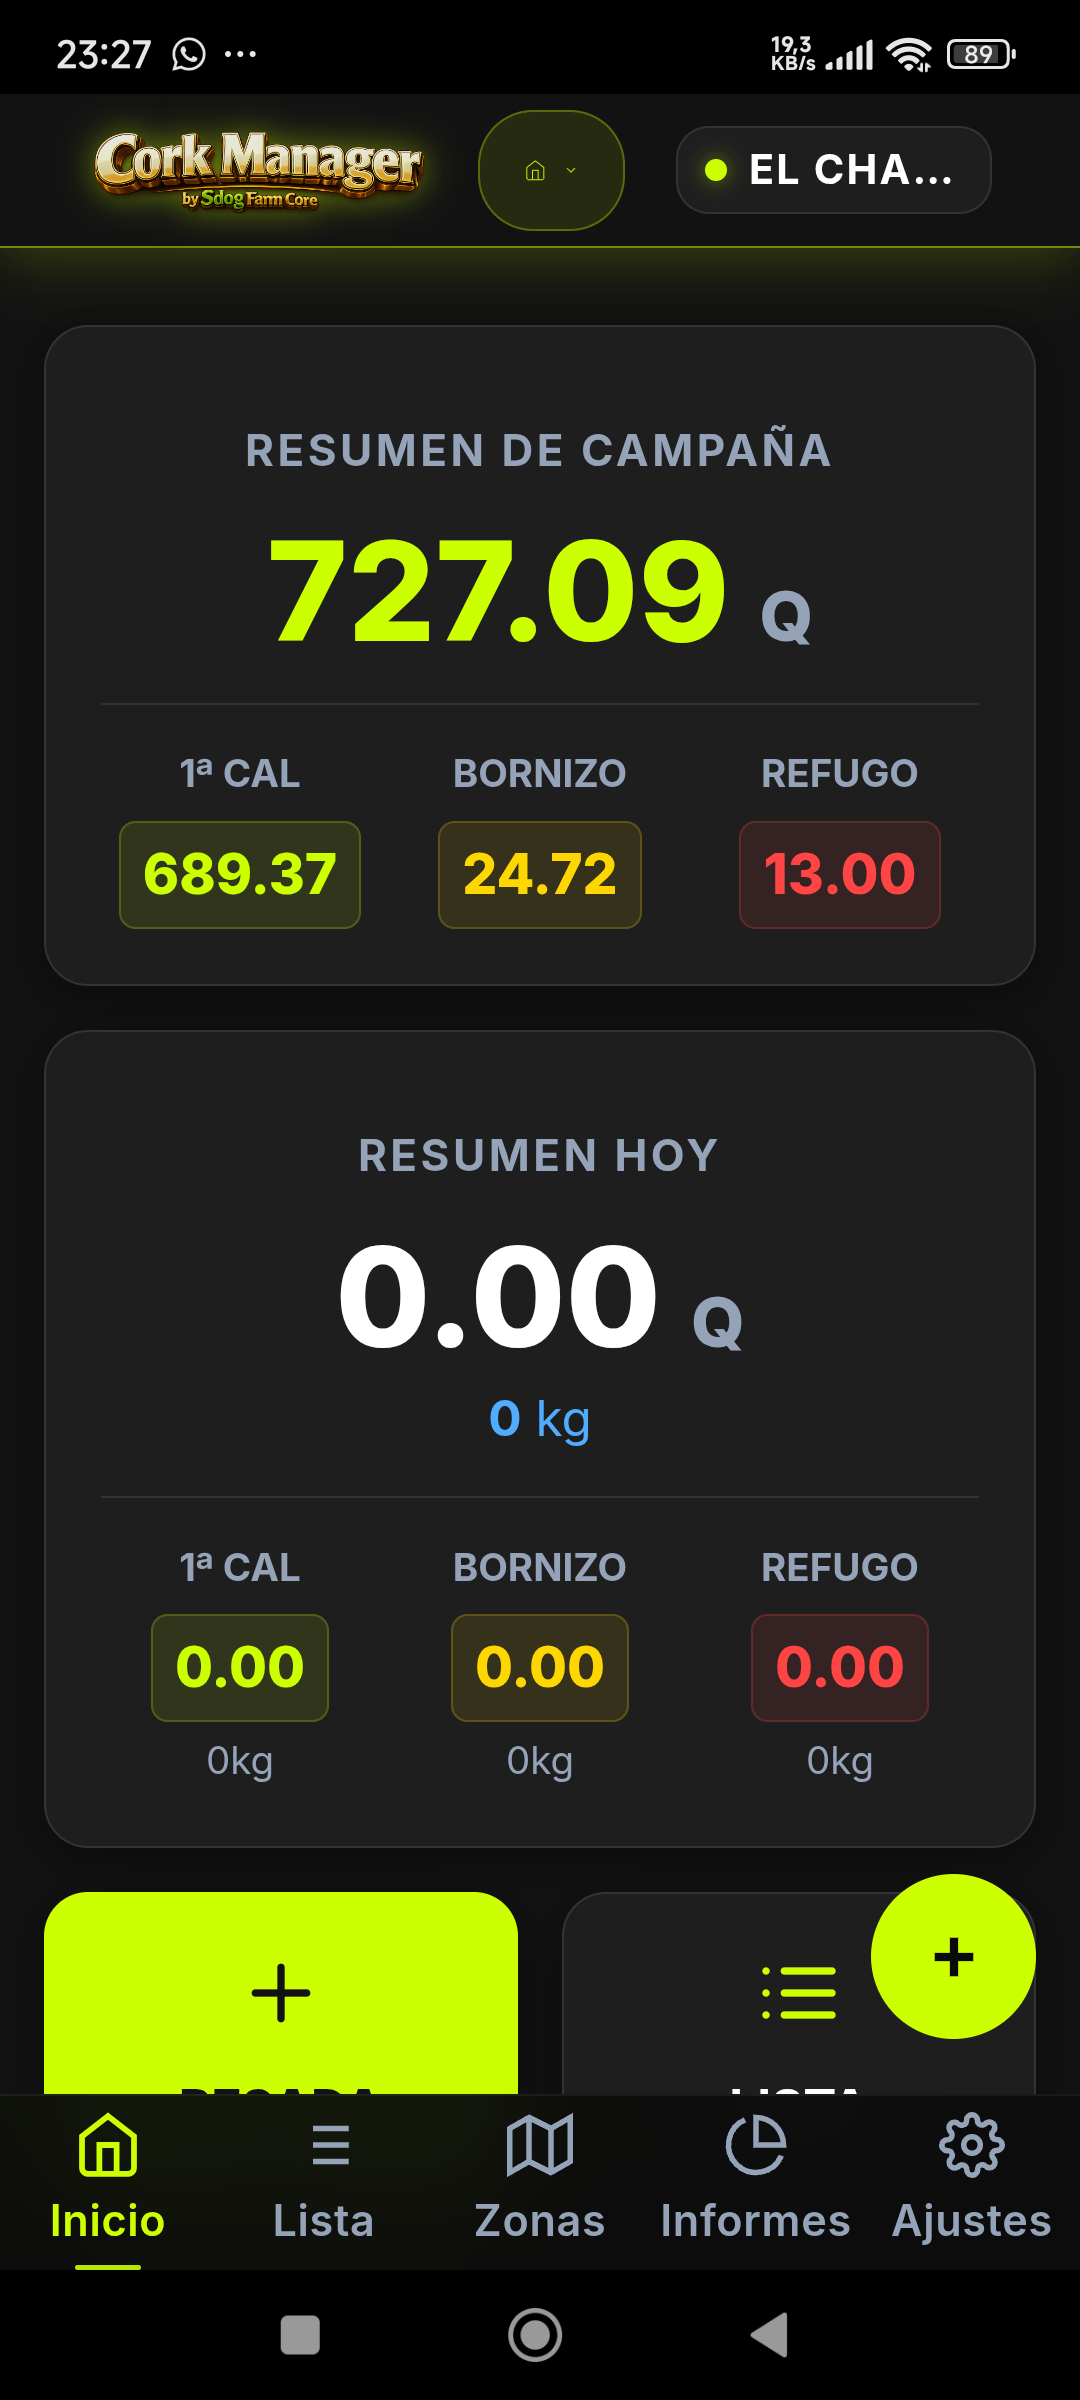 23:27 ...
19,3
KB/s
89
Cork Manager
by Sdog Farm Core
EL CHA...
RESUMEN DE CAMPAÑA
727.09 Q
1ª CAL BORNIZO REFUGO
689.37 24.72 13.00
RESUMEN HOY
0.00 Q
0 kg
1ª CAL BORNIZO REFUGO
0.00 0.00 0.00
0kg 0kg 0kg
Inicio Lista Zonas Informes Ajustes